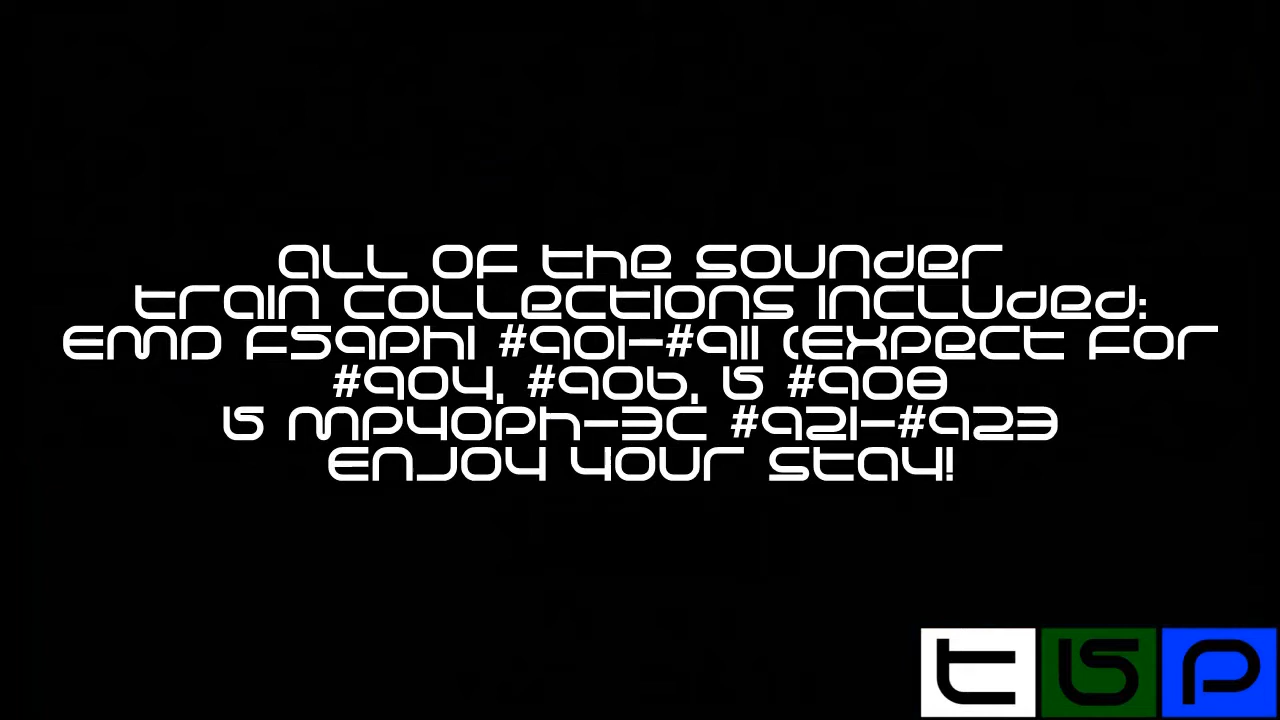 ALL OF THE SOUNDER
TRAIN COLLECTIONS INCLUDED:
EMD F59PHI #901-#911 (EXPECT FOR
#904, #906, & #908
& MP40PH-3C #921-#923
ENJOY YOUR STAY!
T & P